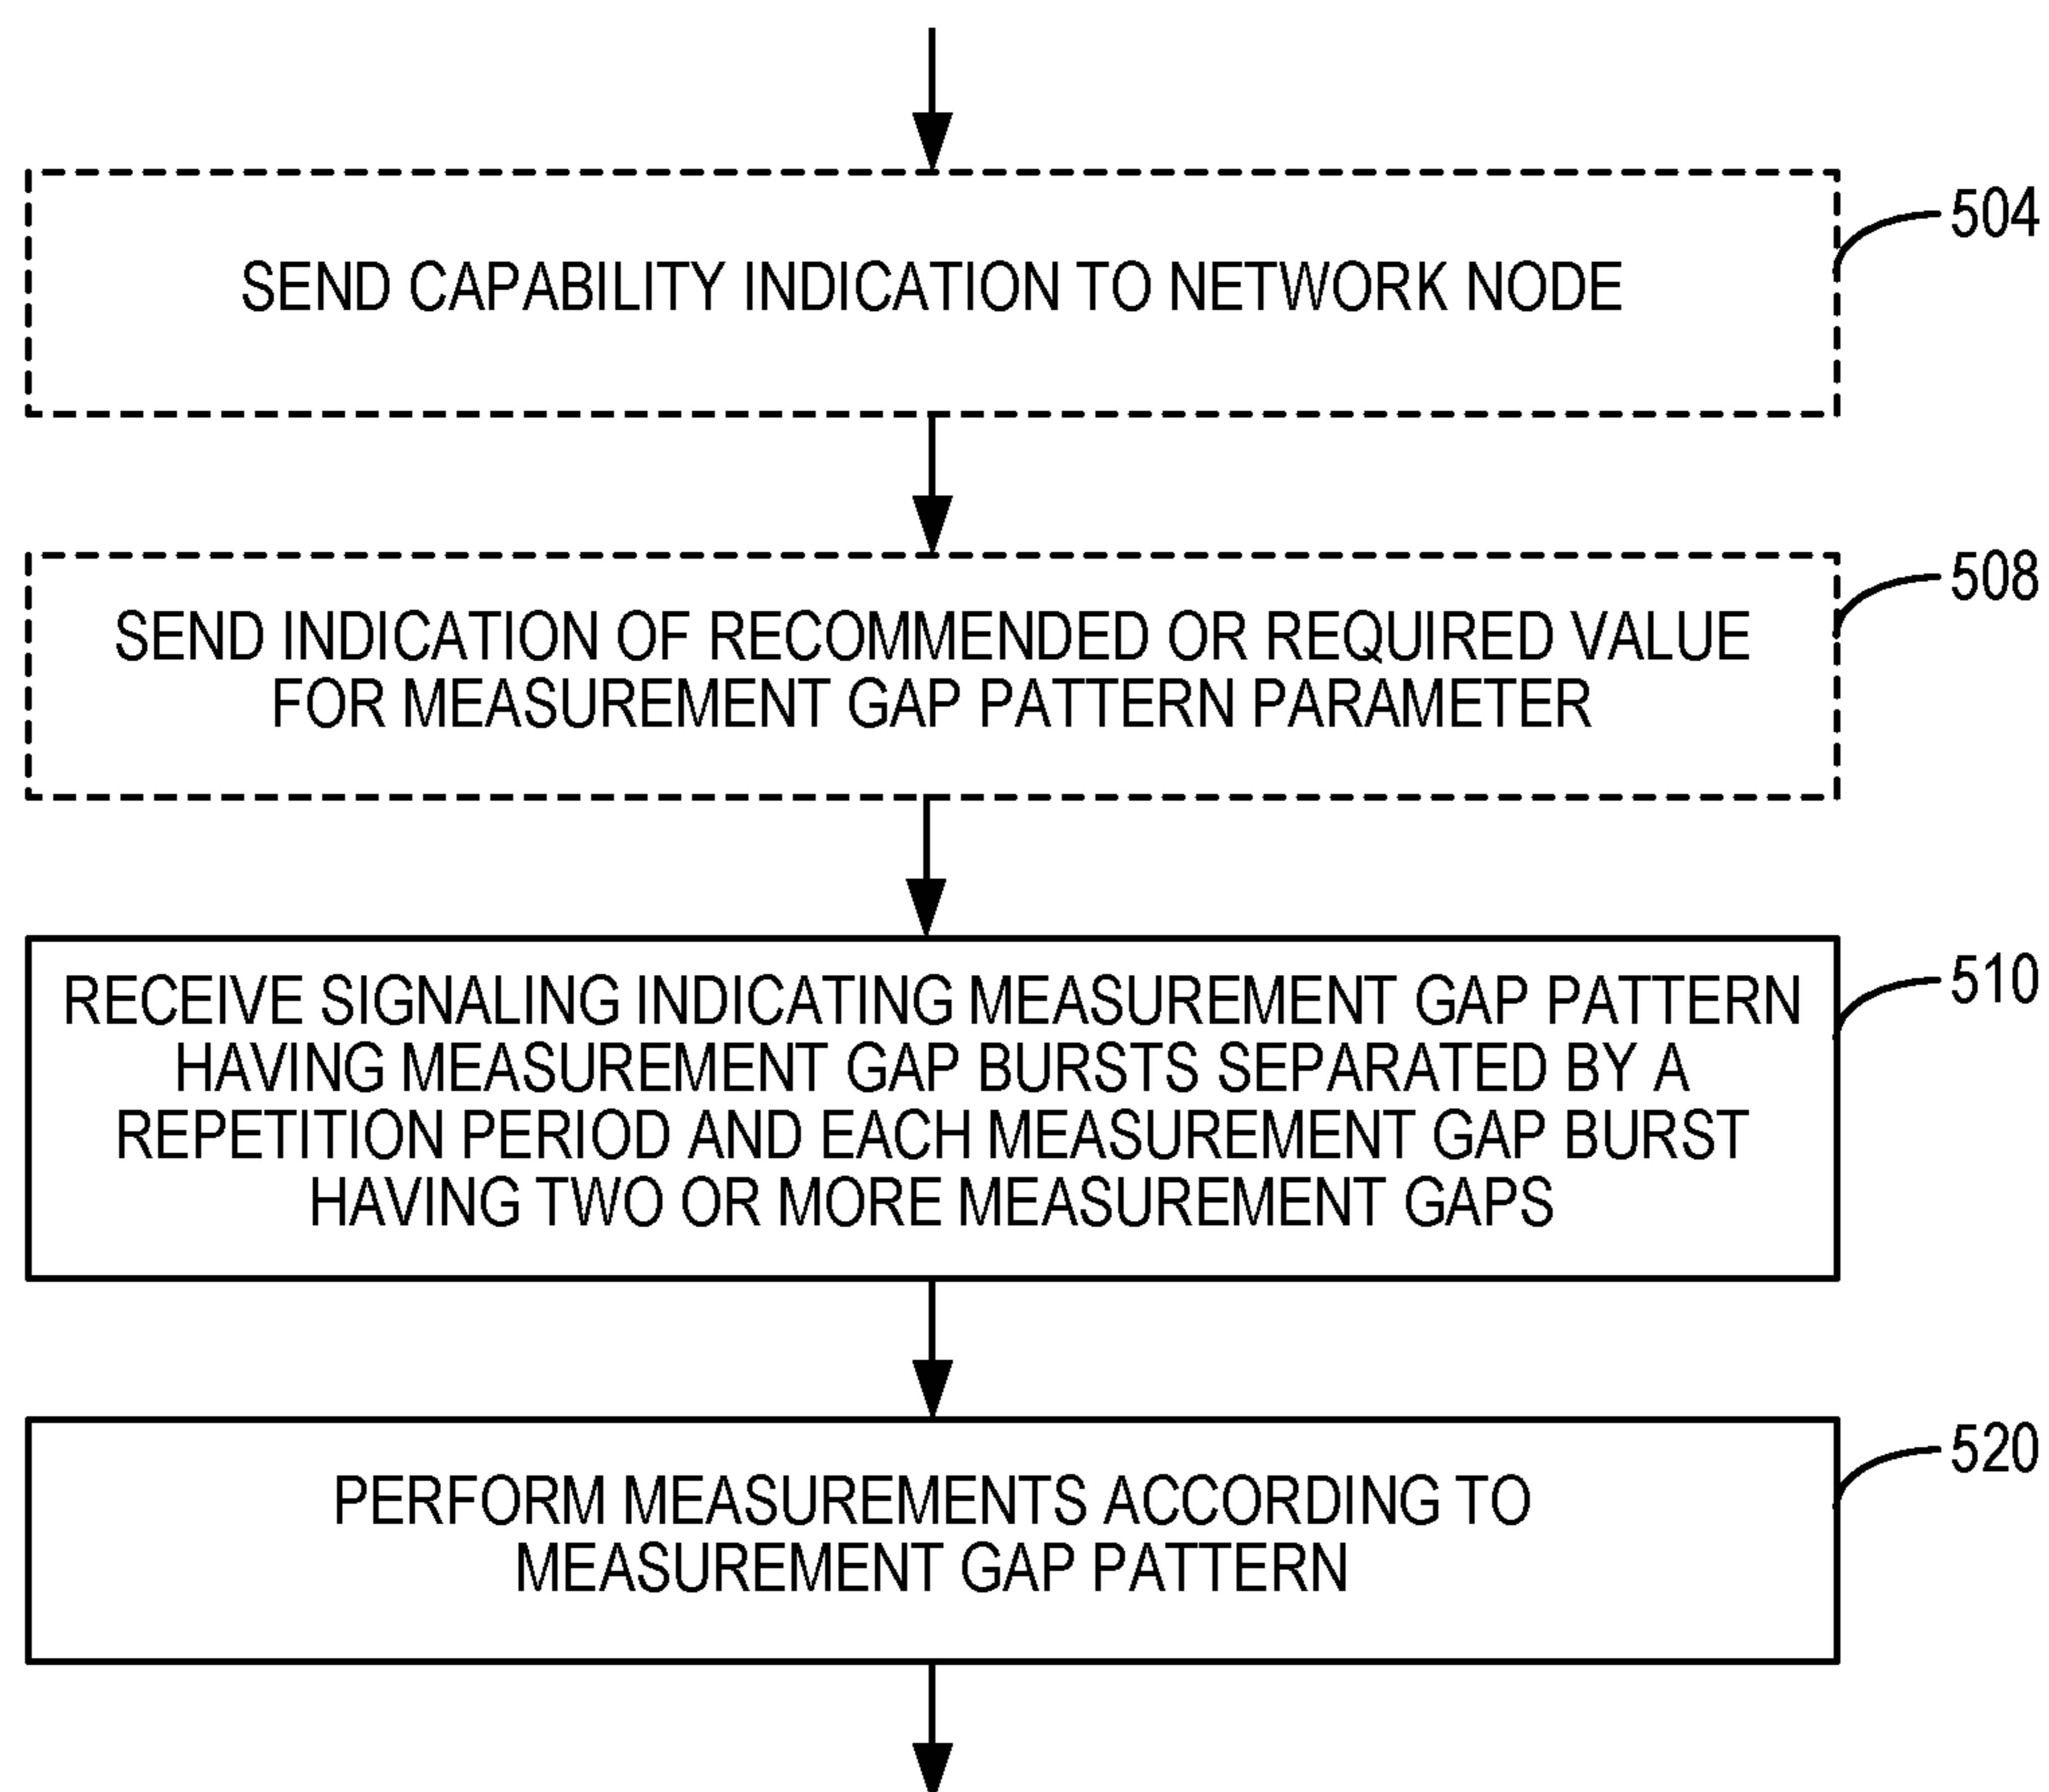 504
SEND CAPABILITY INDICATION TO NETWORK NODE
508
SEND INDICATION OF RECOMMENDED OR REQUIRED VALUE
FOR MEASUREMENT GAP PATTERN PARAMETER
510
RECEIVE SIGNALING INDICATING MEASUREMENT GAP PATTERN
HAVING MEASUREMENT GAP BURSTS SEPARATED BY A
REPETITION PERIOD AND EACH MEASUREMENT GAP BURST
HAVING TWO OR MORE MEASUREMENT GAPS
520
PERFORM MEASUREMENTS ACCORDING TO
MEASUREMENT GAP PATTERN